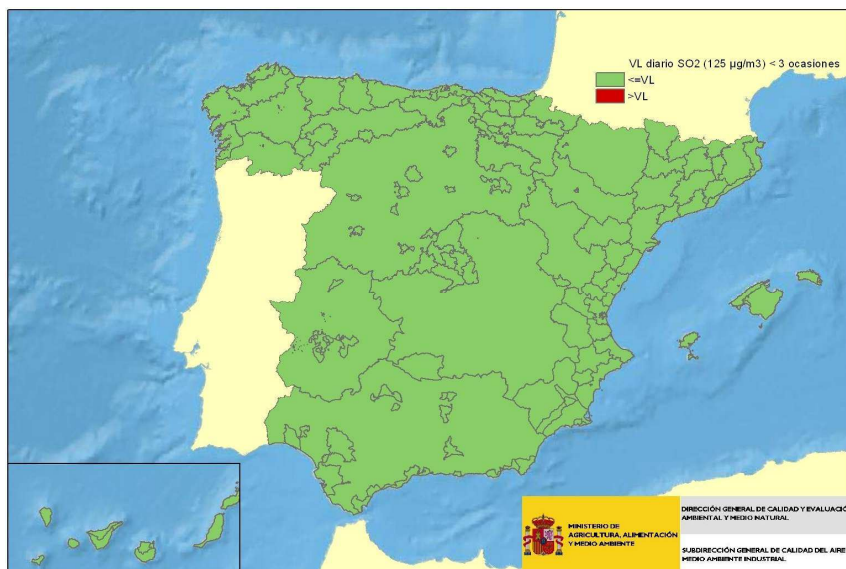 VL diario SO2 (125 µg/m3) < 3 ocasiones
<=VL
>VL
MINISTERIO DE
AGRICULTURA, ALIMENTACIÓN
Y MEDIO AMBIENTE
DIRECCIÓN GENERAL DE CALIDAD Y EVALUACIÓ
AMBIENTAL Y MEDIO NATURAL
SUBDIRECCIÓN GENERAL DE CALIDAD DEL AIRE
MEDIO AMBIENTE INDUSTRIAL